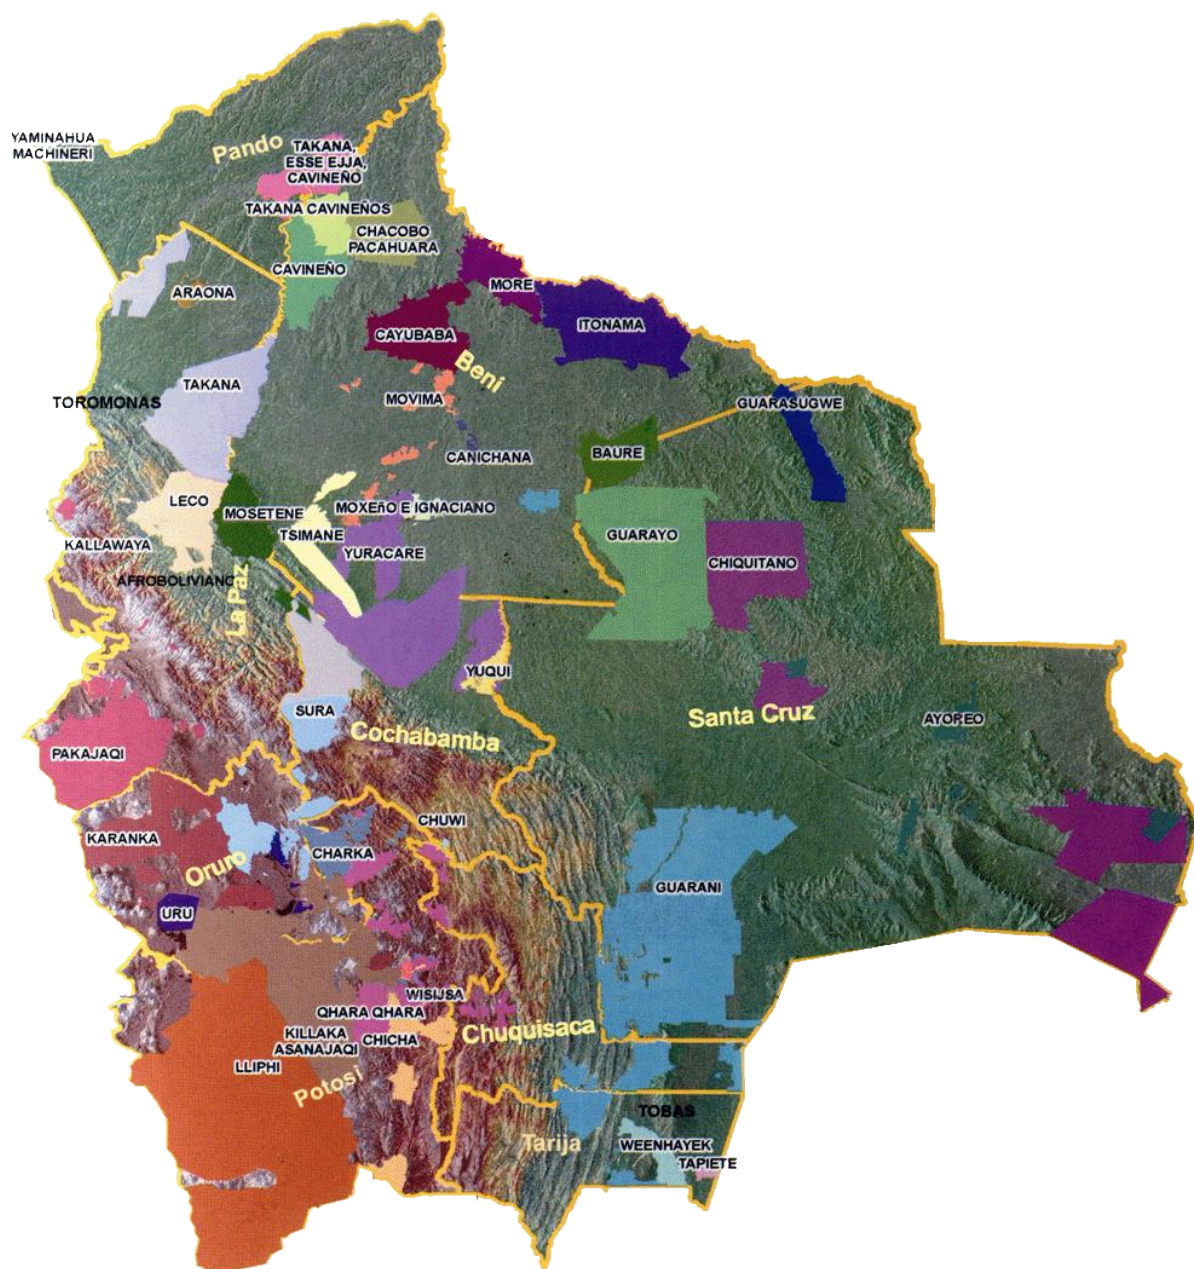 YAMINAHUA
MACHINERI
Pando
TAKANA,
ESSE EJJA,
CAVINEÑO
TAKANA CAVINEÑOS
CHACOBO
PACAHUARA
CAVINEÑO
ARAONA
MORE
ITONAMA
CAYUBABA
Beni
TAKANA
MOVIMA
TOROMONAS
GUARASUGWE
CANICHANA
BAURE
LECO
MOSETENE
MOXEñO E IGNACIANO
TSIMANE
YURACARE
GUARAYO
KALLAWAYA
CHIQUITANO
AFROBOLIVIANO
La Paz
YUQUI
SURA
Cochabamba
Santa Cruz
AYOREO
PAKAJAQI
KARANKA
CHUWI
CHARKA
Oruro
GUARANI
URU
WISIJSA
QHARA QHARA
KILLAKA
ASANAJAQI
CHICHA
Chuquisaca
LLIPHI
Potosi
TOBAS
Tarija
WEENHAYEK
TAPIETE